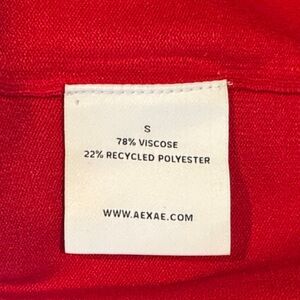 S
78% VISCOSE
22% RECYCLED POLYESTER
WWW.AEXAE.COM